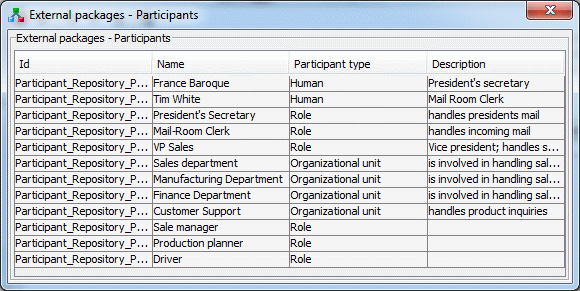 External packages - Participants
External packages - Participants
Id Name Participant type Description
Participant_Repository_P... France Baroque Human President's secretary
Participant_Repository_P... Tim White Human Mail Room Clerk
Participant_Repository_P... President's Secretary Role handles presidents mail
Participant_Repository_P... Mail-Room Clerk Role handles incoming mail
Participant_Repository_P... VP Sales Role Vice president; handles s...
Participant_Repository_P... Sales department Organizational unit is involved in handling sal...
Participant_Repository_P... Manufacturing Department Organizational unit is involved in handling sal...
Participant_Repository_P... Finance Department Organizational unit is involved in handling sal...
Participant_Repository_P... Customer Support Organizational unit handles product inquiries
Participant_Repository_P... Sale manager Role
Participant_Repository_P... Production planner Role
Participant_Repository_P... Driver Role